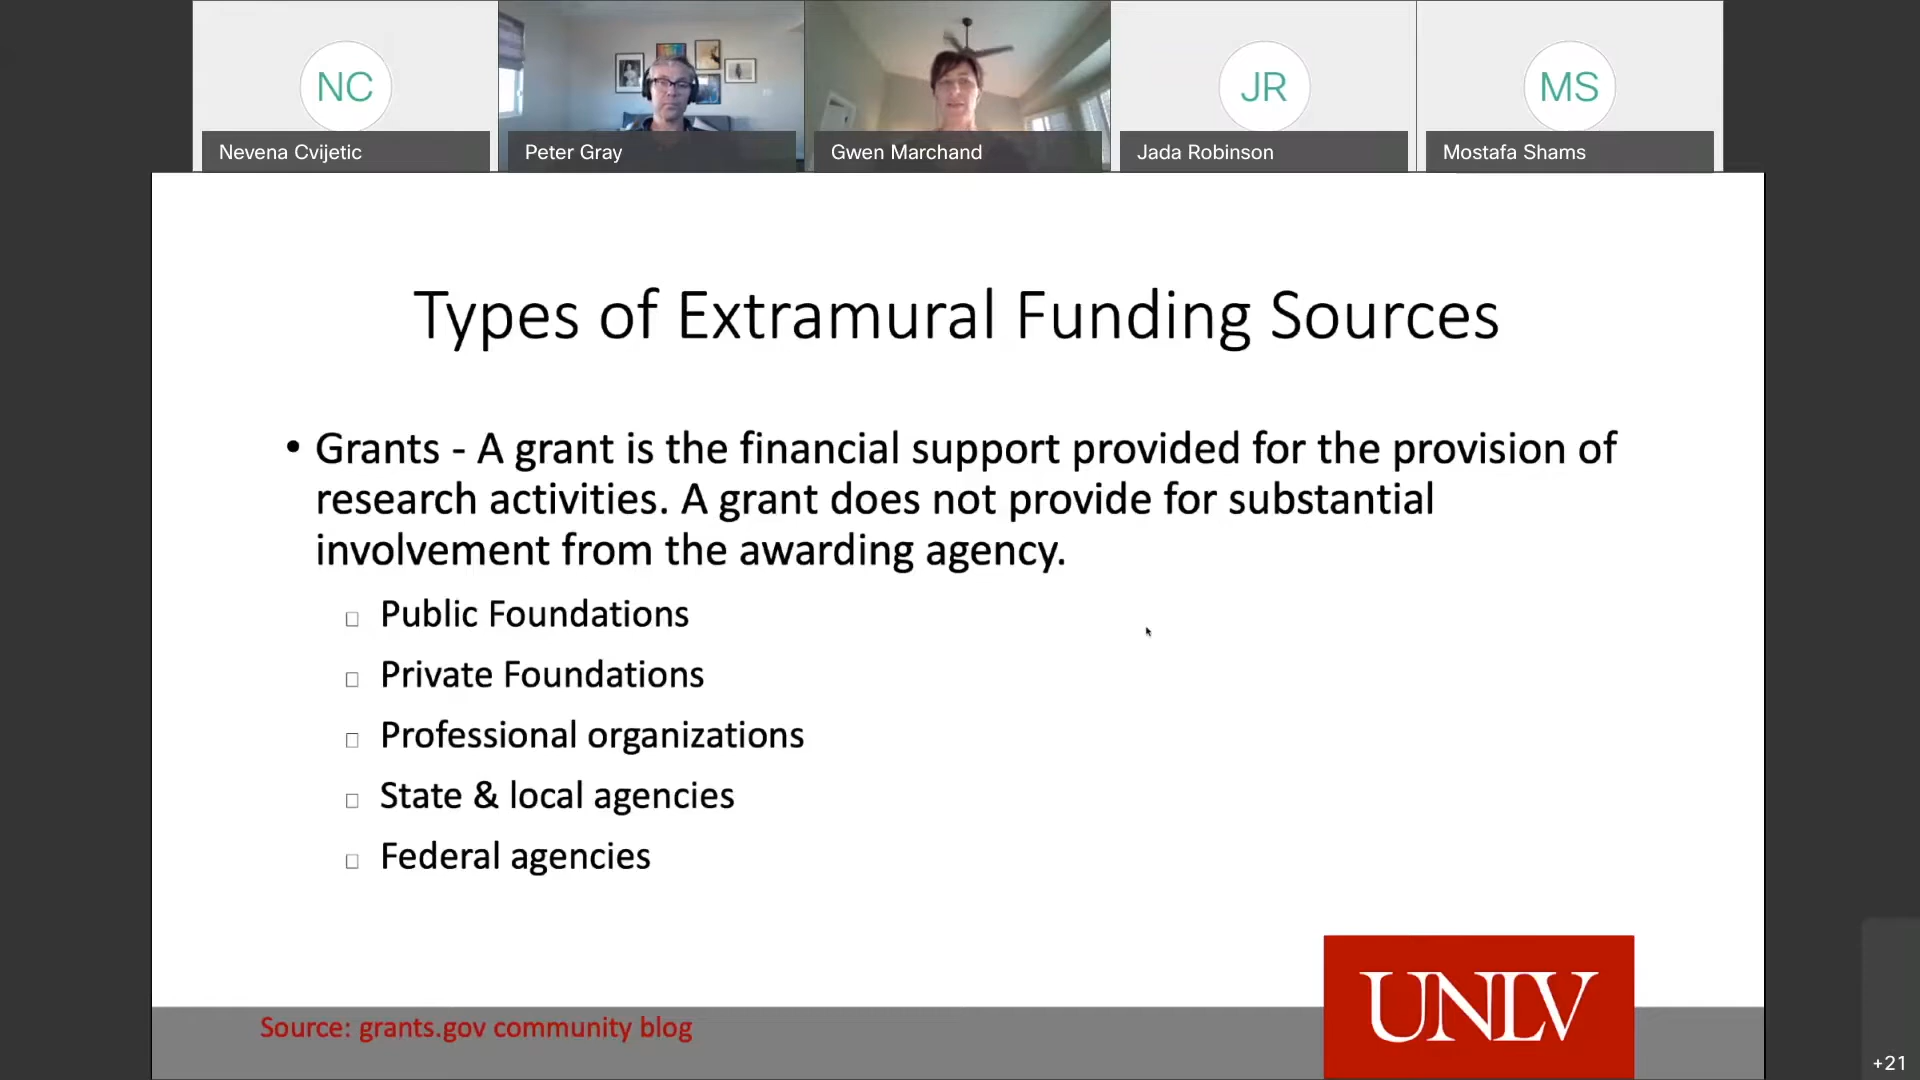 NC
JR
MS
Nevena Cvijetic
Peter Gray
Gwen Marchand
Jada Robinson
Mostafa Shams
Types of Extramural Funding Sources
• Grants - A grant is the financial support provided for the provision of
research activities. A grant does not provide for substantial
involvement from the awarding agency.
Public Foundations
Private Foundations
Professional organizations
State & local agencies
Federal agencies
Source: grants.gov community blog
UNLV
+21